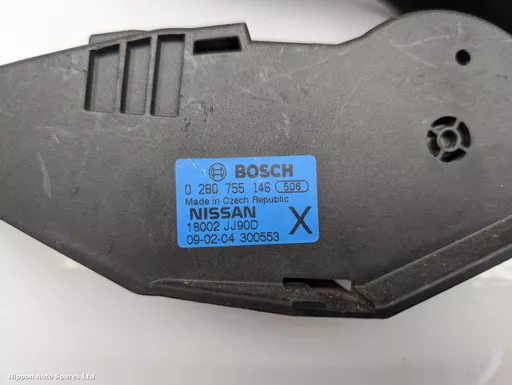 BOSCH
0 280 755 146 506
Made in Czech Republic
NISSAN X
18002 JJ90D
09-02-04 300553
Nippon Auto Spares Ltd